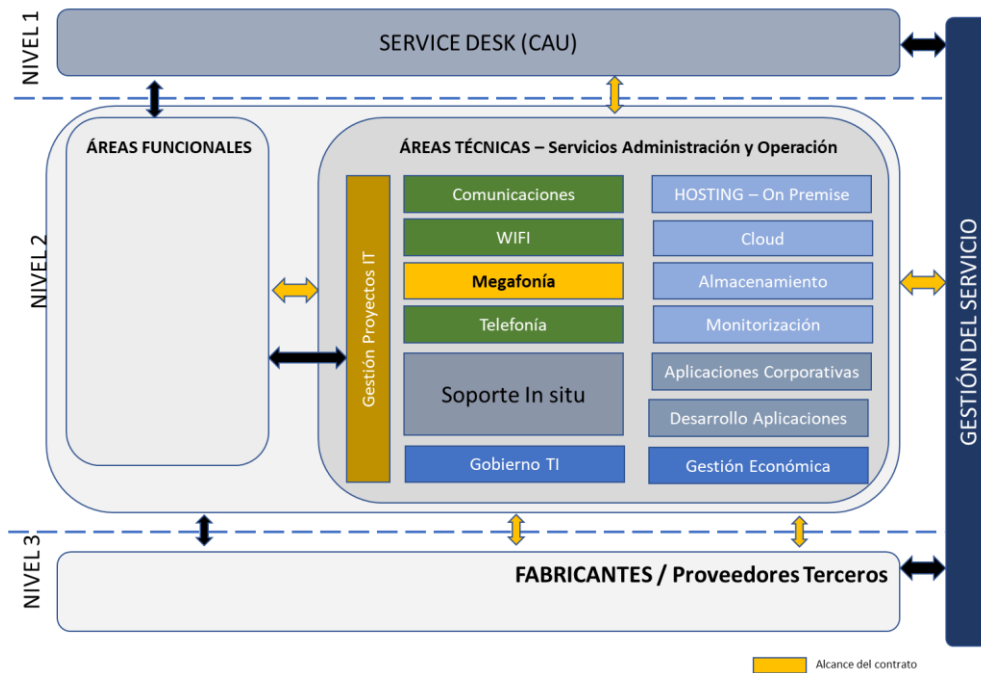 NIVEL 1
SERVICE DESK (CAU)
NIVEL 2
ÁREAS FUNCIONALES
ÁREAS TÉCNICAS – Servicios Administración y Operación
Gestión Proyectos IT
Comunicaciones
HOSTING – On Premise
WIFI
Cloud
Megafonía
Almacenamiento
Telefonía
Monitorización
Soporte In situ
Aplicaciones Corporativas
Desarrollo Aplicaciones
Gobierno TI
Gestión Económica
GESTIÓN DEL SERVICIO
NIVEL 3
FABRICANTES / Proveedores Terceros
Alcance del contrato